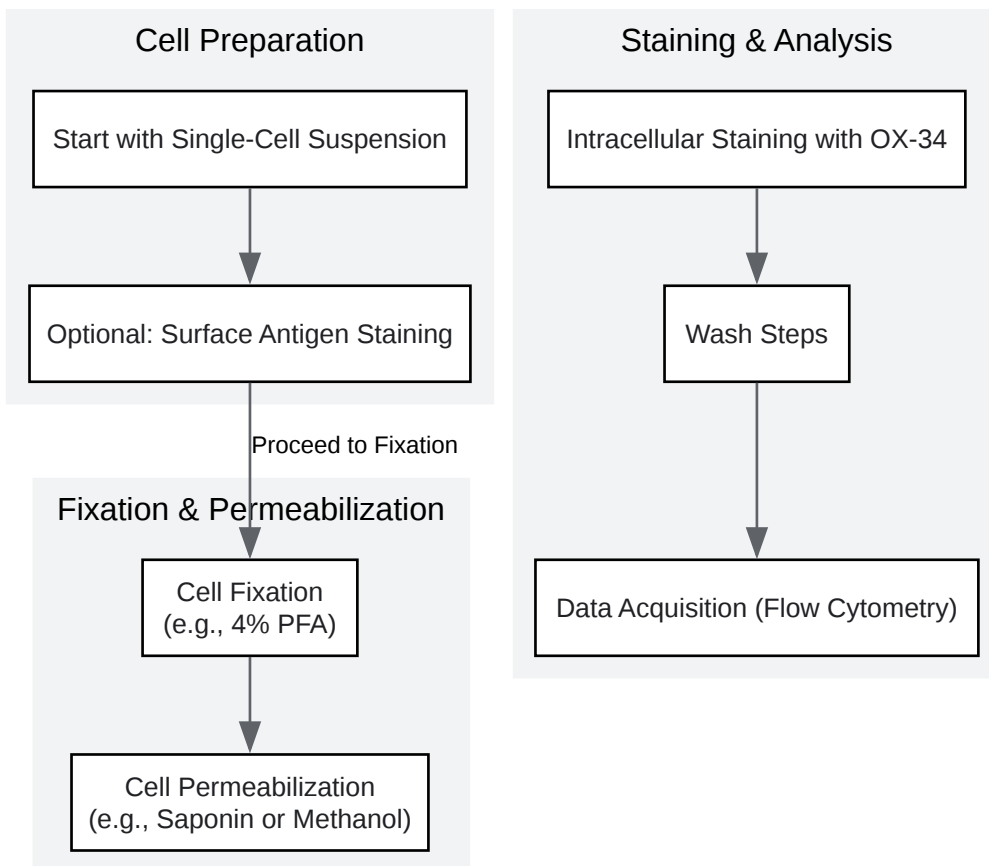 Cell Preparation
Start with Single-Cell Suspension
Optional: Surface Antigen Staining
Proceed to Fixation
Fixation & Permeabilization
Cell Fixation
(e.g., 4% PFA)
Cell Permeabilization
(e.g., Saponin or Methanol)
Staining & Analysis
Intracellular Staining with OX-34
Wash Steps
Data Acquisition (Flow Cytometry)